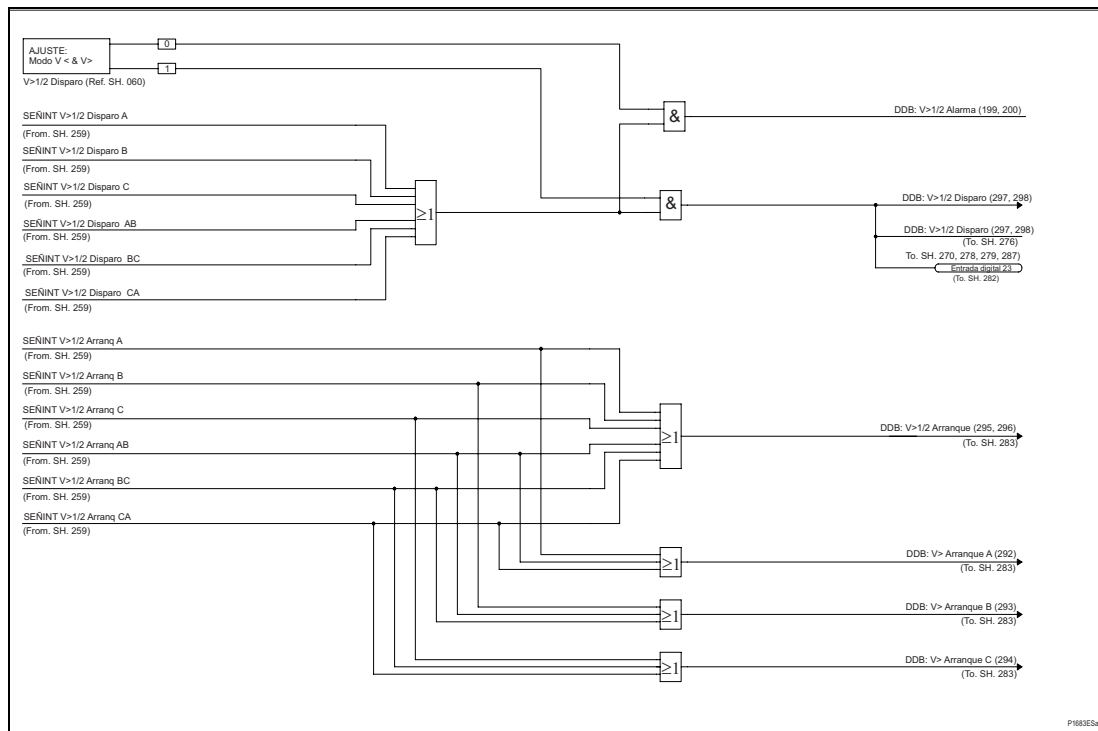 AJUSTE:
Modo V < & V>
0
1
V>1/2 Disparo (Ref. SH. 060)
SEÑINT V>1/2 Disparo A
(From. SH. 259)
SEÑINT V>1/2 Disparo B
(From. SH. 259)
SEÑINT V>1/2 Disparo C
(From. SH. 259)
SEÑINT V>1/2 Disparo AB
(From. SH. 259)
SEÑINT V>1/2 Disparo BC
(From. SH. 259)
SEÑINT V>1/2 Disparo CA
(From. SH. 259)
≥1
&
DDB: V>1/2 Alarma (199, 200)
&
DDB: V>1/2 Disparo (297, 298)
DDB: V>1/2 Disparo (297, 298)
(To. SH. 276)
To. SH. 270, 278, 279, 287)
Entrada digital 23
(To. SH. 282)
SEÑINT V>1/2 Arranq A
(From. SH. 259)
SEÑINT V>1/2 Arranq B
(From. SH. 259)
SEÑINT V>1/2 Arranq C
(From. SH. 259)
SEÑINT V>1/2 Arranq AB
(From. SH. 259)
SEÑINT V>1/2 Arranq BC
(From. SH. 259)
SEÑINT V>1/2 Arranq CA
(From. SH. 259)
≥1
DDB: V>1/2 Arranque (295, 296)
(To. SH. 283)
≥1
DDB: V> Arranque A (292)
(To. SH. 283)
≥1
DDB: V> Arranque B (293)
(To. SH. 283)
≥1
DDB: V> Arranque C (294)
(To. SH. 283)
P1683ESa